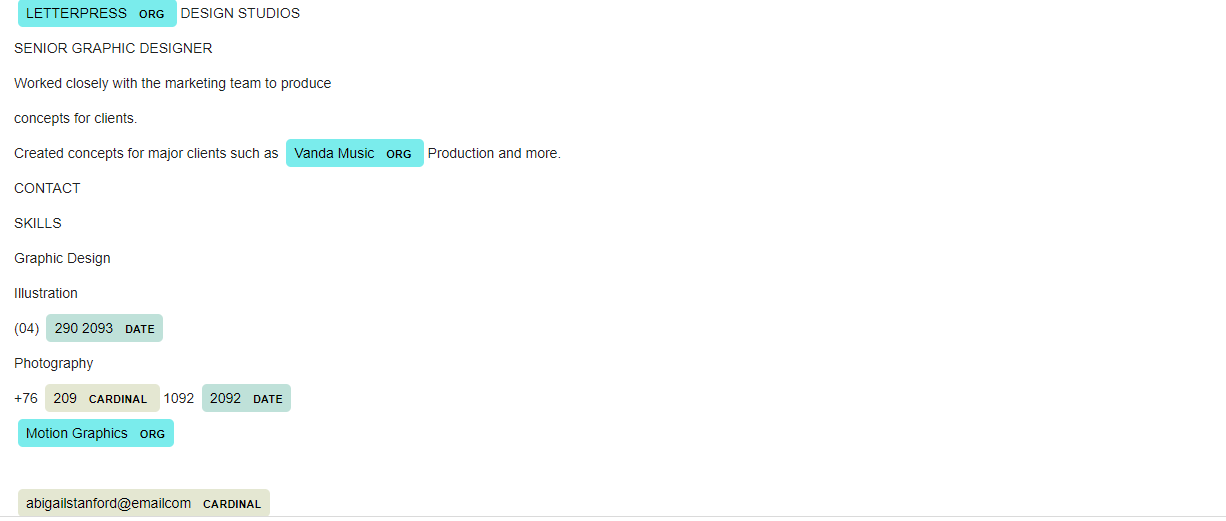 LETTERPRESS ORG DESIGN STUDIOS
SENIOR GRAPHIC DESIGNER
Worked closely with the marketing team to produce
concepts for clients.
Created concepts for major clients such as Vanda Music ORG Production and more.
CONTACT
SKILLS
Graphic Design
Illustration
(04) 290 2093 DATE
Photography
+76 209 CARDINAL 1092 2092 DATE
Motion Graphics ORG
abigailstanford@emailcom CARDINAL